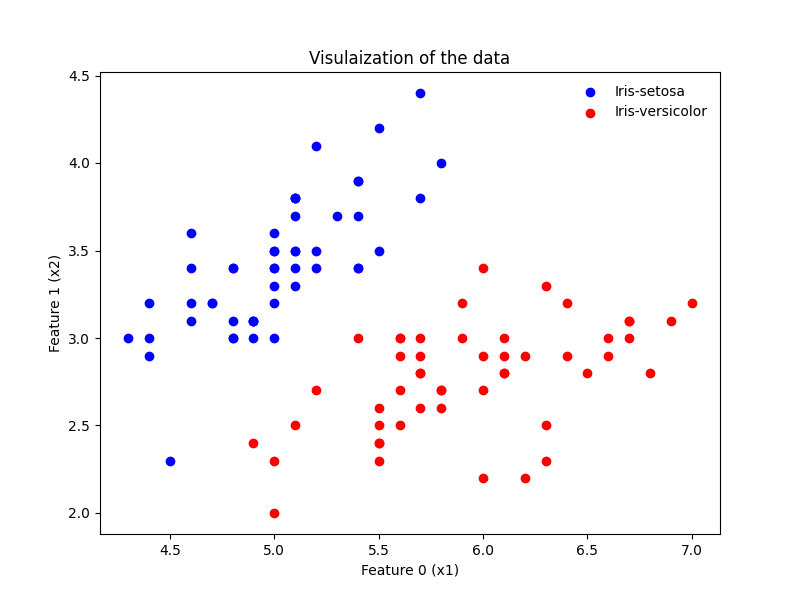 Visulaization of the data
Iris-setosa
Iris-versicolor
4.5
4.0
3.5
3.0
2.5
2.0
Feature 1 (x2)
4.5 5.0 5.5 6.0 6.5 7.0
Feature 0 (x1)